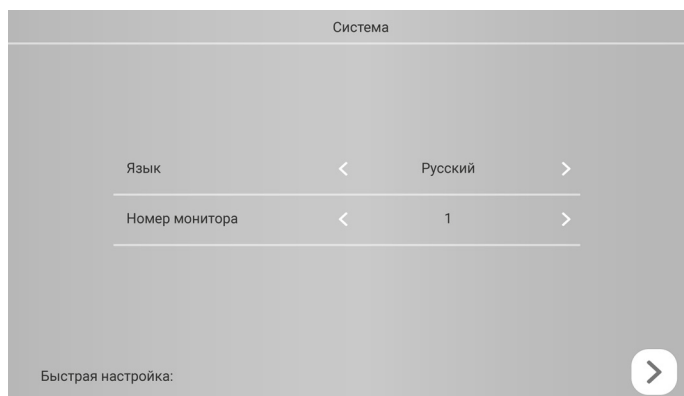 Система
Язык Русский
Номер монитора 1
Быстрая настройка: